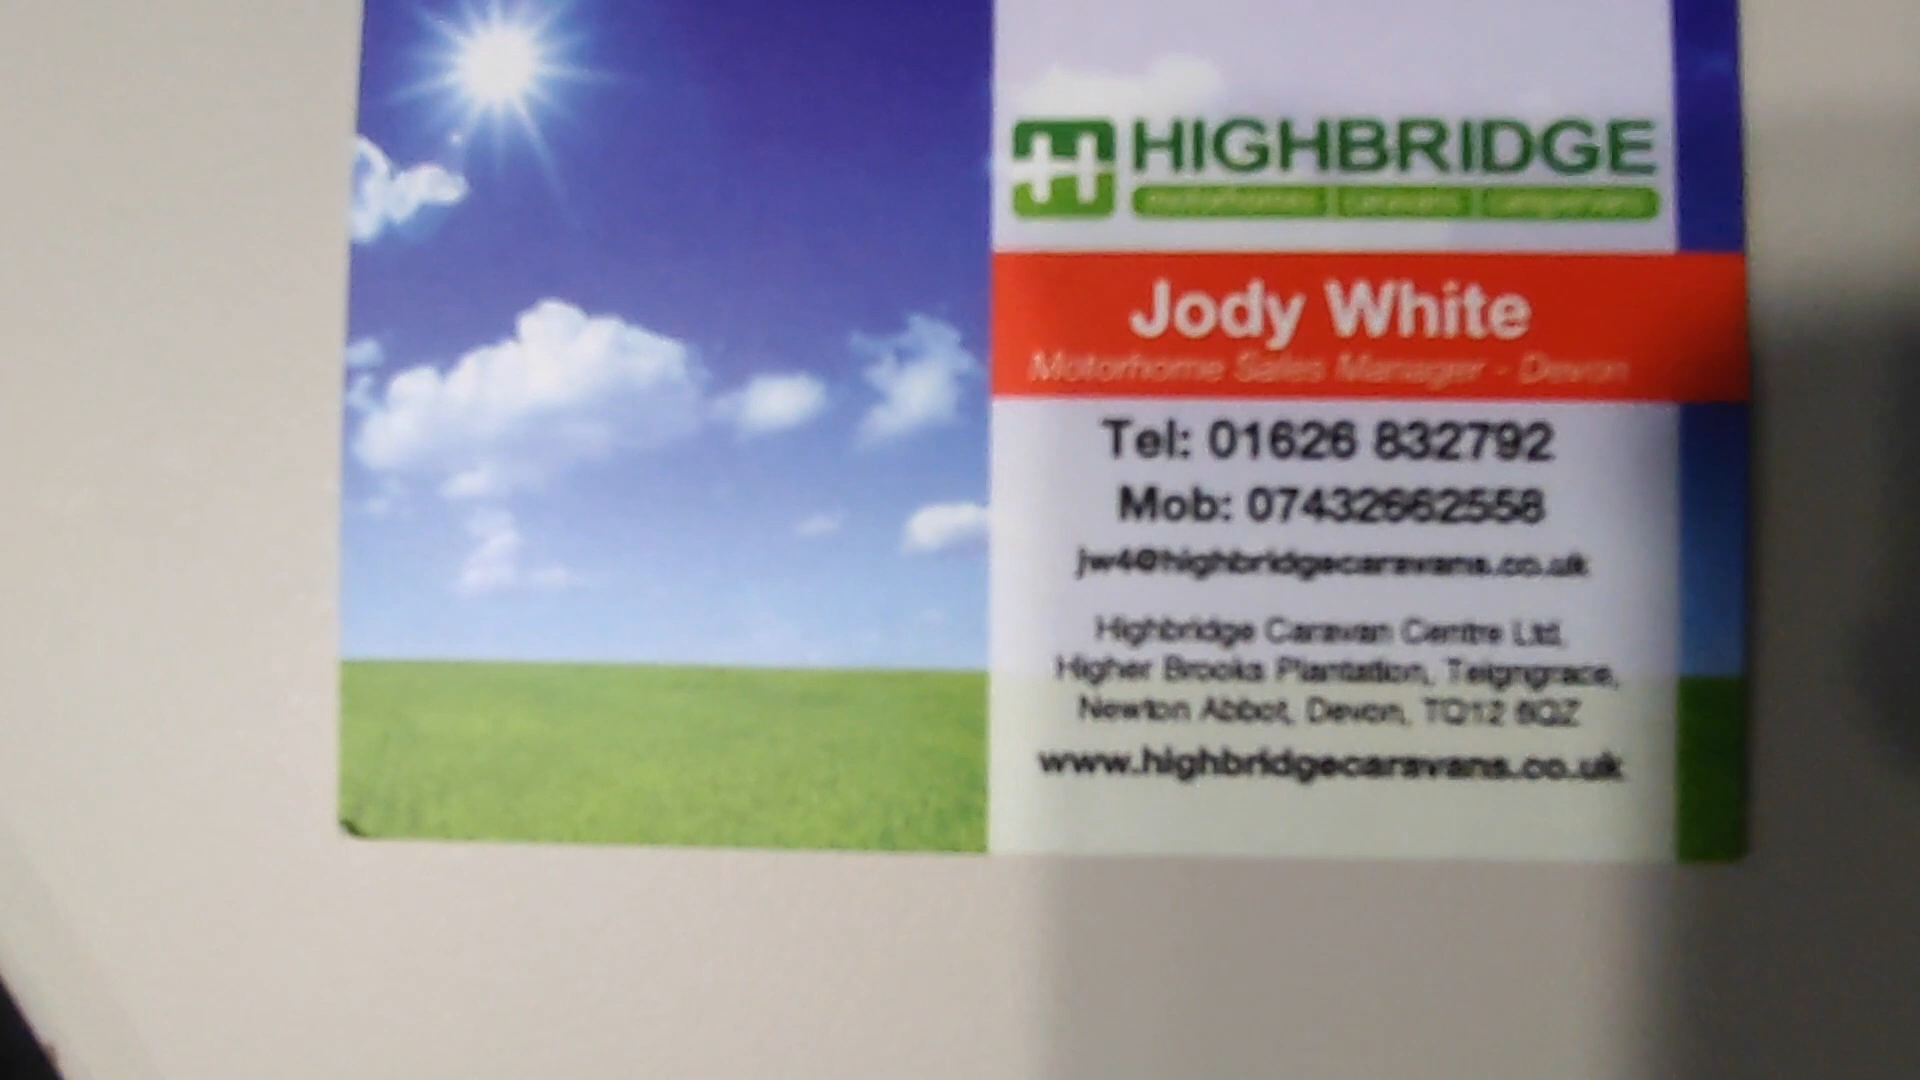 HIGHBRIDGE
motorhomes caravans campervans
Jody White
Motorhome Sales Manager - Devon
Tel: 01626 832792
Mob: 07432662558
jw4@highbridgecaravans.co.uk
Highbridge Caravan Centre Ltd,
Higher Brooks Plantation, Teigngrace,
Newton Abbot, Devon, TQ12 6QZ
www.highbridgecaravans.co.uk